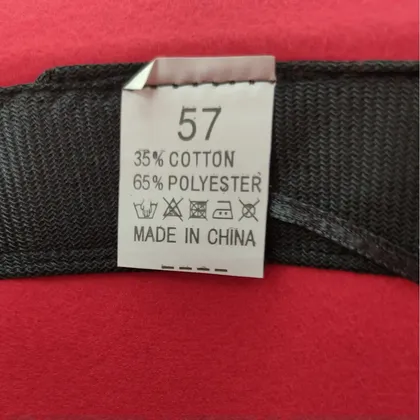 57
35% COTTON
65% POLYESTER
MADE IN CHINA